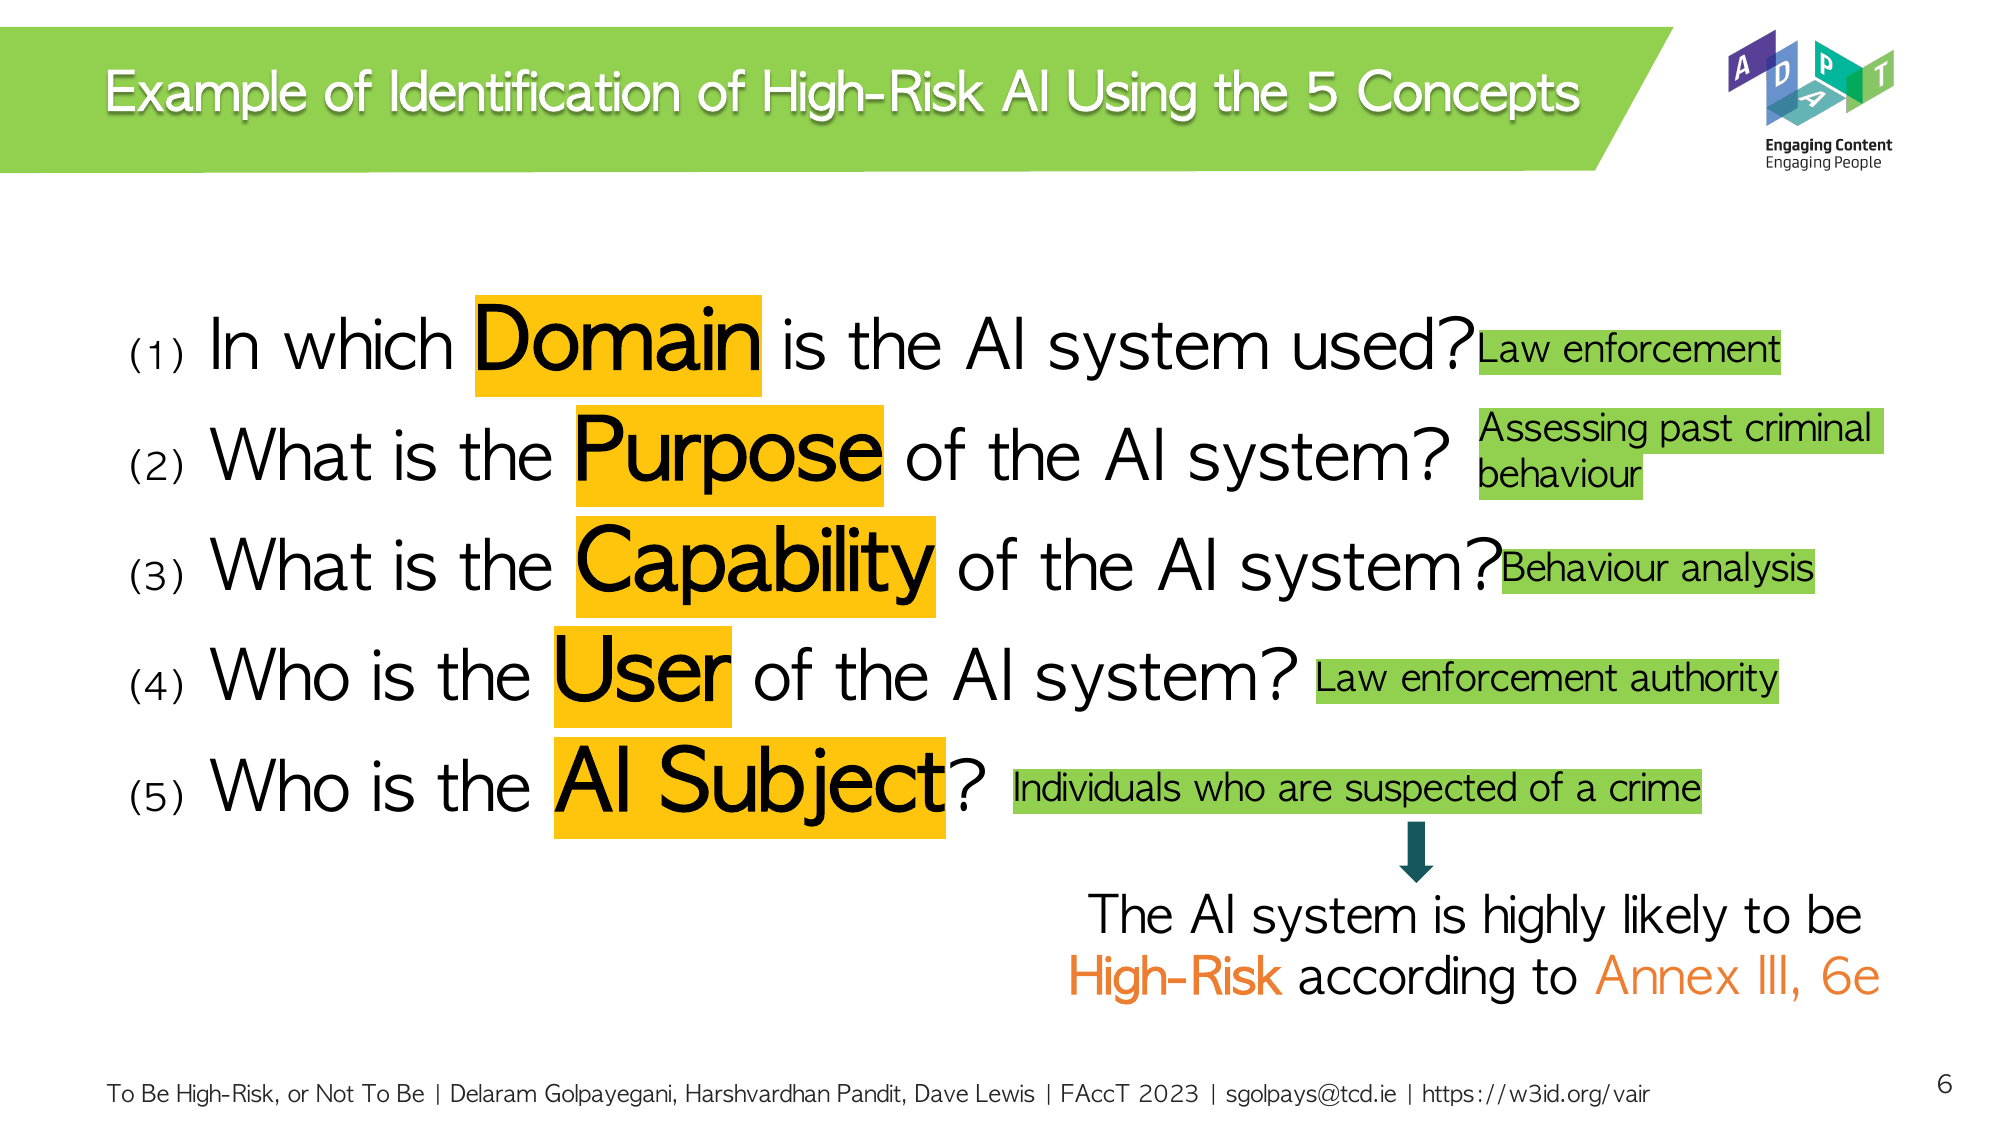 Example of Identification of High-Risk AI Using the 5 Concepts
A D A P T
Engaging Content
Engaging People
(1) In which Domain is the AI system used? Law enforcement
(2) What is the Purpose of the AI system? Assessing past criminal
behaviour
(3) What is the Capability of the AI system? Behaviour analysis
(4) Who is the User of the AI system? Law enforcement authority
(5) Who is the AI Subject? Individuals who are suspected of a crime
The AI system is highly likely to be
High-Risk according to Annex III, 6e
To Be High-Risk, or Not To Be | Delaram Golpayegani, Harshvardhan Pandit, Dave Lewis | FAccT 2023 | sgolpays@tcd.ie | https://w3id.org/vair
6